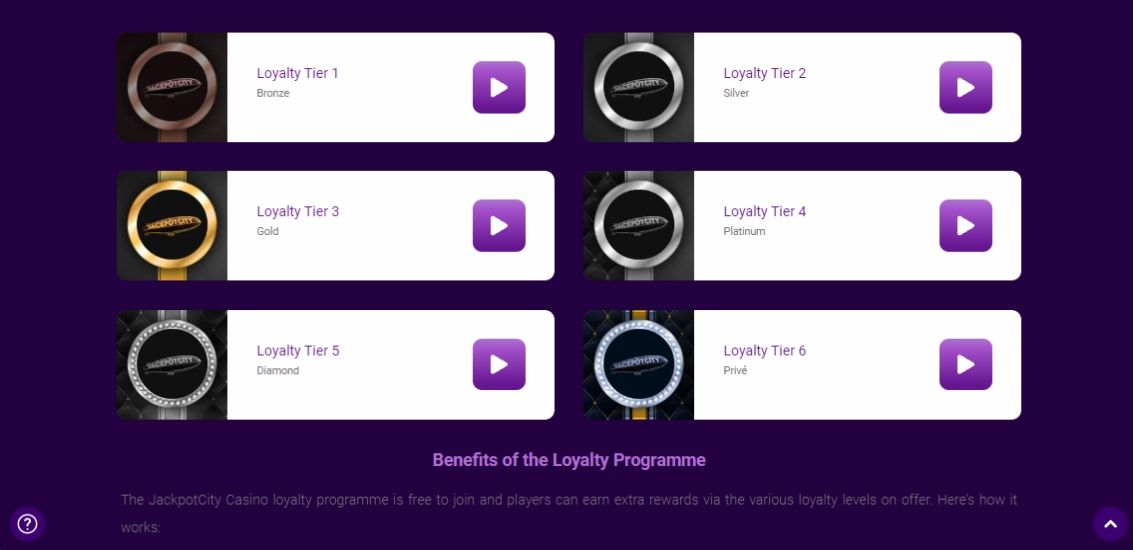 JACKPOTCITY
Loyalty Tier 1
Bronze
JACKPOTCITY
Loyalty Tier 2
Silver
JACKPOTCITY
Loyalty Tier 3
Gold
JACKPOTCITY
Loyalty Tier 4
Platinum
JACKPOTCITY
Loyalty Tier 5
Diamond
JACKPOTCITY
Loyalty Tier 6
Privé
Benefits of the Loyalty Programme
The JackpotCity Casino loyalty programme is free to join and players can earn extra rewards via the various loyalty levels on offer. Here's how it
works: